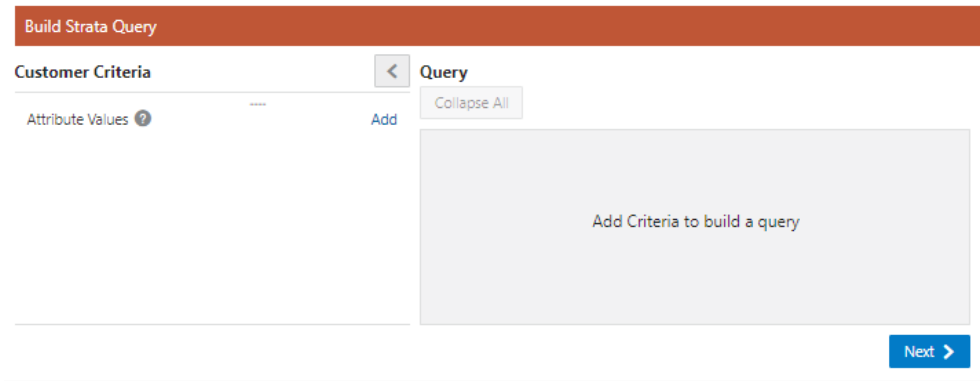 Build Strata Query
Customer Criteria
Attribute Values ?
Add
Query
Collapse All
Add Criteria to build a query
Next